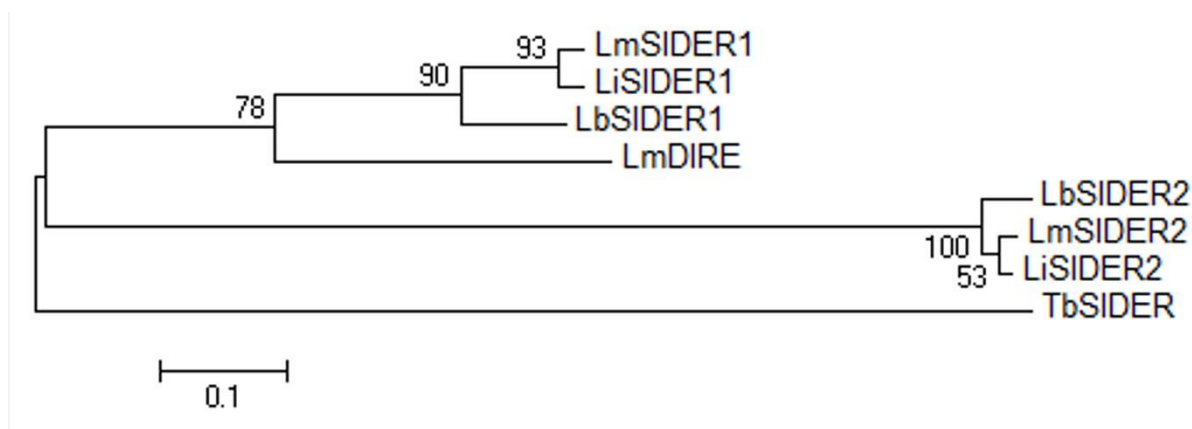 93
LmSIDER1
90
LiSIDER1
78
LbSIDER1
LmDIRE
LbSIDER2
LmSIDER2
100
LiSIDER2
53
TbSIDER
0.1